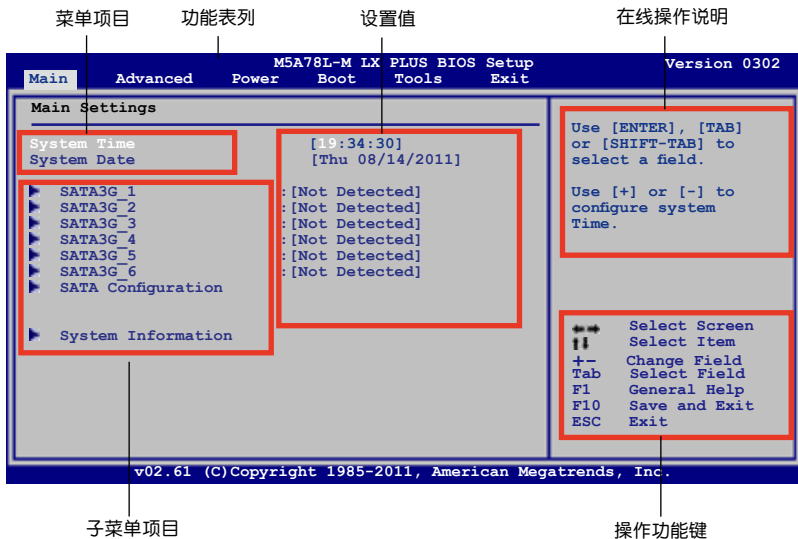 菜单项目 功能表列 设置值 在线操作说明
M5A78L-M LX PLUS BIOS Setup Version 0302
Main Advanced Power Boot Tools Exit
Main Settings
System Time [19:34:30]
System Date [Thu 08/14/2011]
SATA3G_1 :[Not Detected]
SATA3G_2 :[Not Detected]
SATA3G_3 :[Not Detected]
SATA3G_4 :[Not Detected]
SATA3G_5 :[Not Detected]
SATA3G_6 :[Not Detected]
SATA Configuration
System Information
Use [ENTER], [TAB]
or [SHIFT-TAB] to
select a field.
Use [+] or [-] to
configure system
Time.
←→ Select Screen
↑↓ Select Item
+- Change Field
Tab Select Field
F1 General Help
F10 Save and Exit
ESC Exit
v02.61 (C)Copyright 1985-2011, American Megatrends, Inc.
子菜单项目 操作功能键